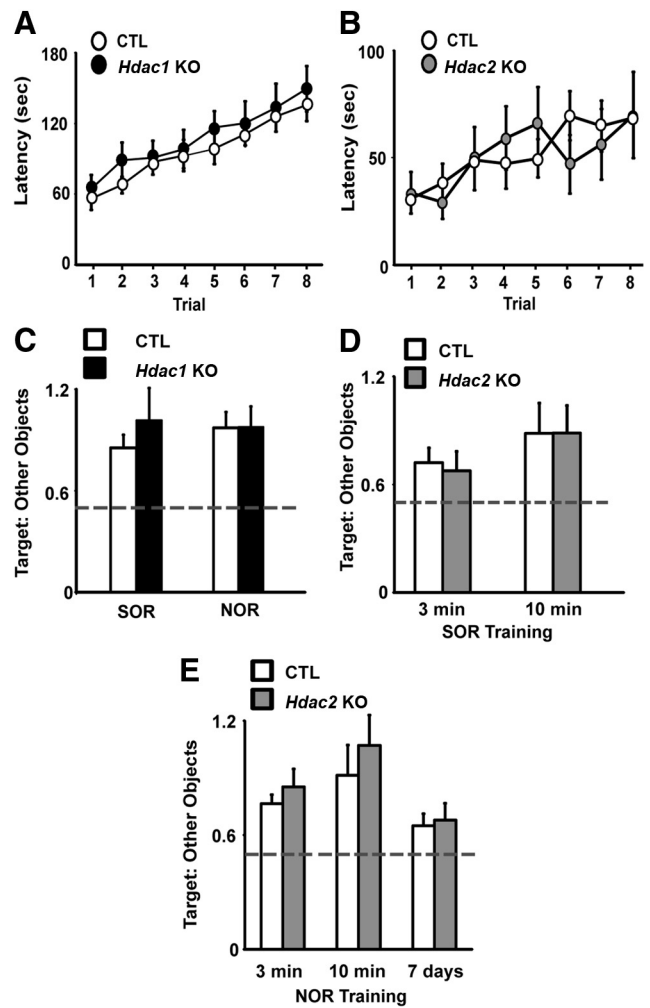 A
CTL
Hdac1 KO
180
120
60
0
Latency (sec)
1 2 3 4 5 6 7 8
Trial
B
CTL
Hdac2 KO
100
50
0
Latency (sec)
1 2 3 4 5 6 7 8
Trial
C
CTL
Hdac1 KO
1.2
0.6
0
Target: Other Objects
SOR NOR
D
CTL
Hdac2 KO
1.2
0.6
0
Target: Other Objects
3 min 10 min
SOR Training
E
CTL
Hdac2 KO
1.2
0.6
0
Target: Other Objects
3 min 10 min 7 days
NOR Training